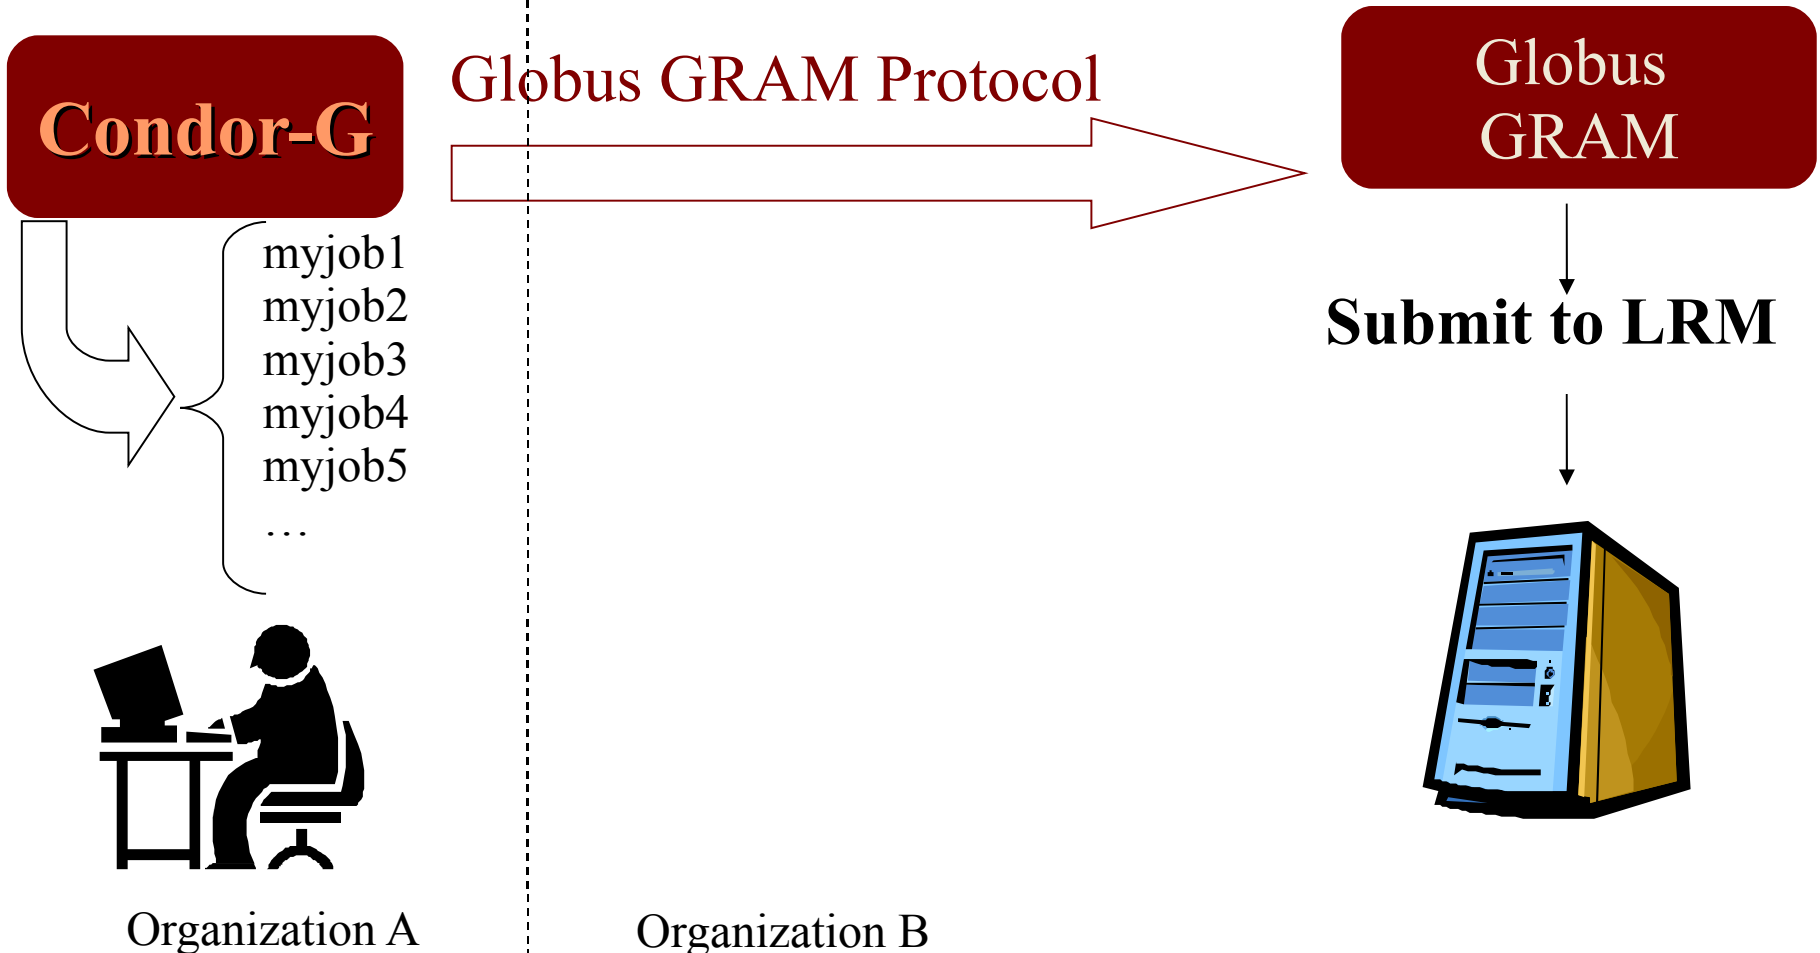 Condor-G
Globus GRAM Protocol
Globus
GRAM
myjob1
myjob2
myjob3
myjob4
myjob5
…
Submit to LRM
Organization A
Organization B